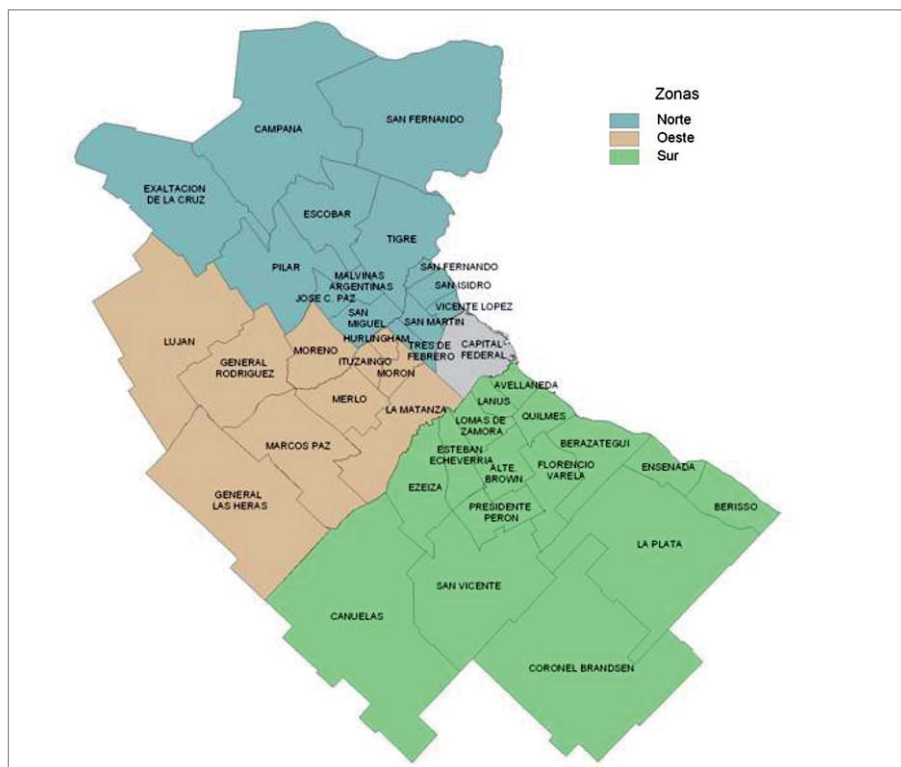 Zonas
Norte
Oeste
Sur
CAMPANA
SAN FERNANDO
EXALTACION
DE LA CRUZ
ESCOBAR
TIGRE
PILAR
MALVINAS
ARGENTINAS
SAN FERNANDO
SAN ISIDRO
JOSE C. PAZ
VICENTE LOPEZ
SAN
MIGUEL
SAN MARTIN
HURLINGHAM
TRES DE
FEBRERO
CAPITAL
FEDERAL
LUJAN
GENERAL
RODRIGUEZ
MORENO
ITUZAINGO
MORON
MERLO
LA MATANZA
AVELLANEDA
LANUS
QUILMES
LOMAS DE
ZAMORA
MARCOS PAZ
ESTEBAN
ECHEVERRIA
BERAZATEGUI
ALTE
BROWN
FLORENCIO
VARELA
ENSENADA
EZEIZA
GENERAL
LAS HERAS
PRESIDENTE
PERON
BERISSO
LA PLATA
SAN VICENTE
CANUELAS
CORONEL BRANDSEN